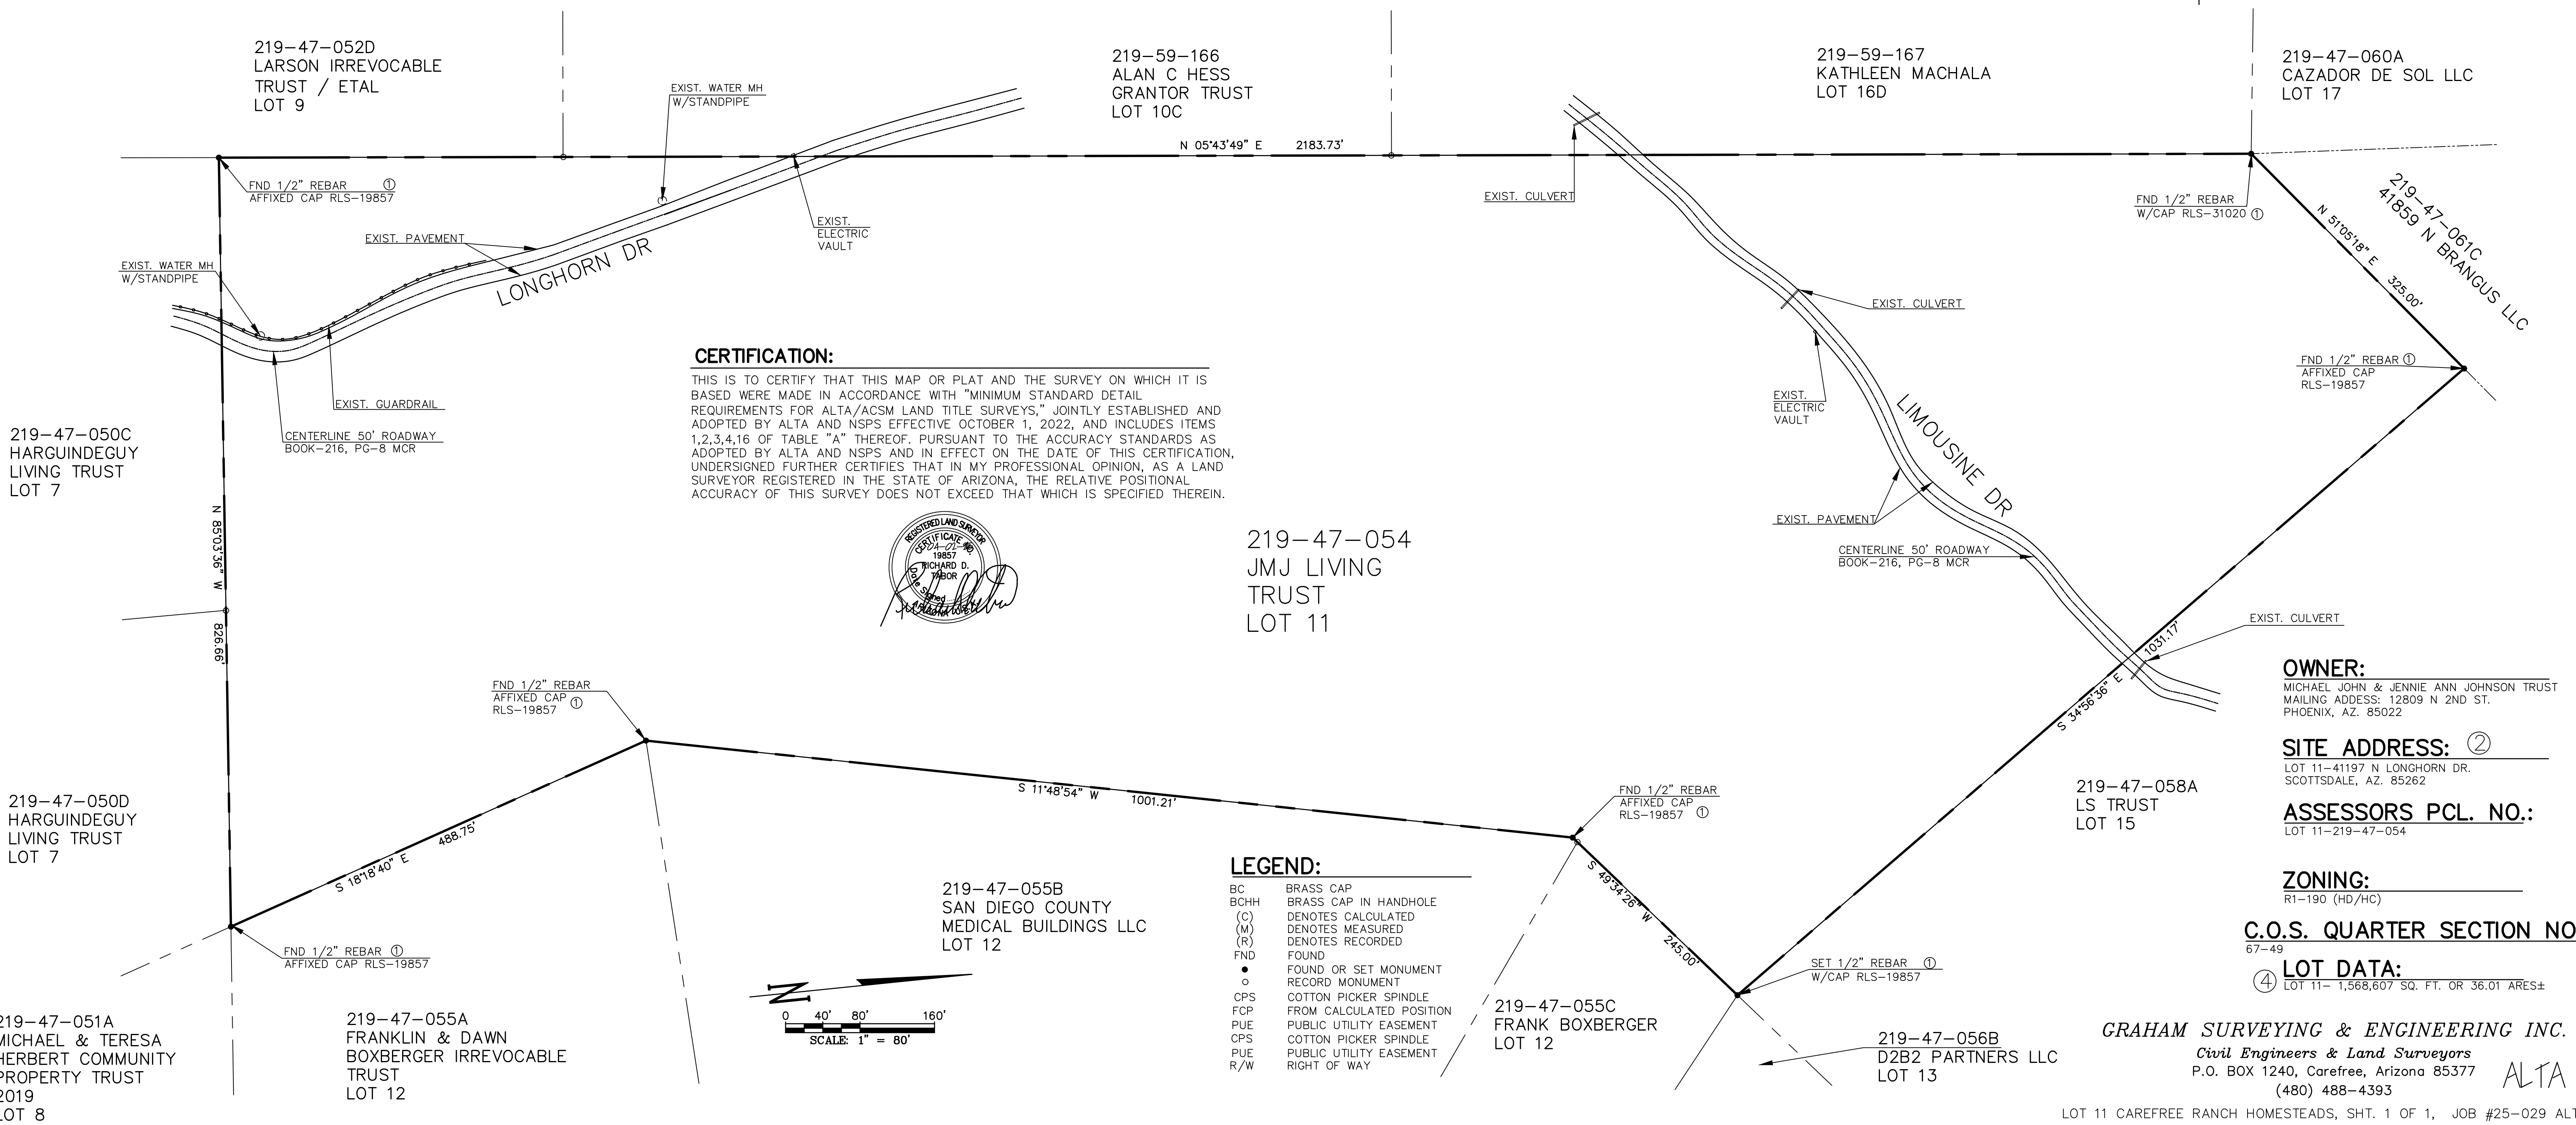 219-47-052D
LARSON IRREVOCABLE
TRUST / ETAL
LOT 9
EXIST. WATER MH
W/STANDPIPE
219-59-166
ALAN C HESS
GRANTOR TRUST
LOT 10C
219-59-167
KATHLEEN MACHALA
LOT 16D
219-47-060A
CAZADOR DE SOL LLC
LOT 17
N 05°43'49" E 2183.73'
FND 1/2" REBAR ①
AFFIXED CAP RLS-19857
EXIST. CULVERT
FND 1/2" REBAR
W/CAP RLS-31020 ①
219-47-061C
41859 N BRANGUS LLC
N 51°05'18" E 325.00'
EXIST. PAVEMENT
EXIST.
ELECTRIC
VAULT
LONGHORN DR
EXIST. WATER MH
W/STANDPIPE
EXIST. CULVERT
FND 1/2" REBAR ①
AFFIXED CAP
RLS-19857
EXIST. GUARDRAIL
CENTERLINE 50' ROADWAY
BOOK-216, PG-8 MCR
EXIST.
ELECTRIC
VAULT
LIMOUSINE DR
CERTIFICATION:
THIS IS TO CERTIFY THAT THIS MAP OR PLAT AND THE SURVEY ON WHICH IT IS
BASED WERE MADE IN ACCORDANCE WITH "MINIMUM STANDARD DETAIL
REQUIREMENTS FOR ALTA/ACSM LAND TITLE SURVEYS," JOINTLY ESTABLISHED AND
ADOPTED BY ALTA AND NSPS EFFECTIVE OCTOBER 1, 2022, AND INCLUDES ITEMS
1,2,3,4,16 OF TABLE "A" THEREOF. PURSUANT TO THE ACCURACY STANDARDS AS
ADOPTED BY ALTA AND NSPS AND IN EFFECT ON THE DATE OF THIS CERTIFICATION,
UNDERSIGNED FURTHER CERTIFIES THAT IN MY PROFESSIONAL OPINION, AS A LAND
SURVEYOR REGISTERED IN THE STATE OF ARIZONA, THE RELATIVE POSITIONAL
ACCURACY OF THIS SURVEY DOES NOT EXCEED THAT WHICH IS SPECIFIED THEREIN.
REGISTERED LAND SURVEYOR
CERTIFICATE NO.
19857
RICHARD D.
TABOR
Date Signed
219-47-050C
HARGUINDEGUY
LIVING TRUST
LOT 7
N 85°03'36" W 826.66'
219-47-054
JMJ LIVING
TRUST
LOT 11
EXIST. PAVEMENT
CENTERLINE 50' ROADWAY
BOOK-216, PG-8 MCR
EXIST. CULVERT
S 34°56'36" E 1031.17'
FND 1/2" REBAR
AFFIXED CAP ①
RLS-19857
219-47-050D
HARGUINDEGUY
LIVING TRUST
LOT 7
S 18°18'40" E 488.75'
S 11°48'54" W 1001.21'
FND 1/2" REBAR
AFFIXED CAP
RLS-19857 ①
219-47-058A
LS TRUST
LOT 15
FND 1/2" REBAR ①
AFFIXED CAP RLS-19857
219-47-055B
SAN DIEGO COUNTY
MEDICAL BUILDINGS LLC
LOT 12
S 49°34'26" W 245.00'
SET 1/2" REBAR ①
W/CAP RLS-19857
219-47-051A
MICHAEL & TERESA
HERBERT COMMUNITY
PROPERTY TRUST
2019
LOT 8
219-47-055A
FRANKLIN & DAWN
BOXBERGER IRREVOCABLE
TRUST
LOT 12
N
0 40' 80' 160'
SCALE: 1" = 80'
LEGEND:
BC BRASS CAP
BCHH BRASS CAP IN HANDHOLE
(C) DENOTES CALCULATED
(M) DENOTES MEASURED
(R) DENOTES RECORDED
FND FOUND
● FOUND OR SET MONUMENT
○ RECORD MONUMENT
CPS COTTON PICKER SPINDLE
FCP FROM CALCULATED POSITION
PUE PUBLIC UTILITY EASEMENT
CPS COTTON PICKER SPINDLE
PUE PUBLIC UTILITY EASEMENT
R/W RIGHT OF WAY
219-47-055C
FRANK BOXBERGER
LOT 12
219-47-056B
D2B2 PARTNERS LLC
LOT 13
OWNER:
MICHAEL JOHN & JENNIE ANN JOHNSON TRUST
MAILING ADDESS: 12809 N 2ND ST.
PHOENIX, AZ. 85022
SITE ADDRESS: ②
LOT 11-41197 N LONGHORN DR.
SCOTTSDALE, AZ. 85262
ASSESSORS PCL. NO.:
LOT 11-219-47-054
ZONING:
R1-190 (HD/HC)
C.O.S. QUARTER SECTION NO
67-49
④ LOT DATA:
LOT 11- 1,568,607 SQ. FT. OR 36.01 ARES±
GRAHAM SURVEYING & ENGINEERING INC.
Civil Engineers & Land Surveyors
P.O. BOX 1240, Carefree, Arizona 85377
(480) 488-4393
ALTA
LOT 11 CAREFREE RANCH HOMESTEADS, SHT. 1 OF 1, JOB #25-029 ALT